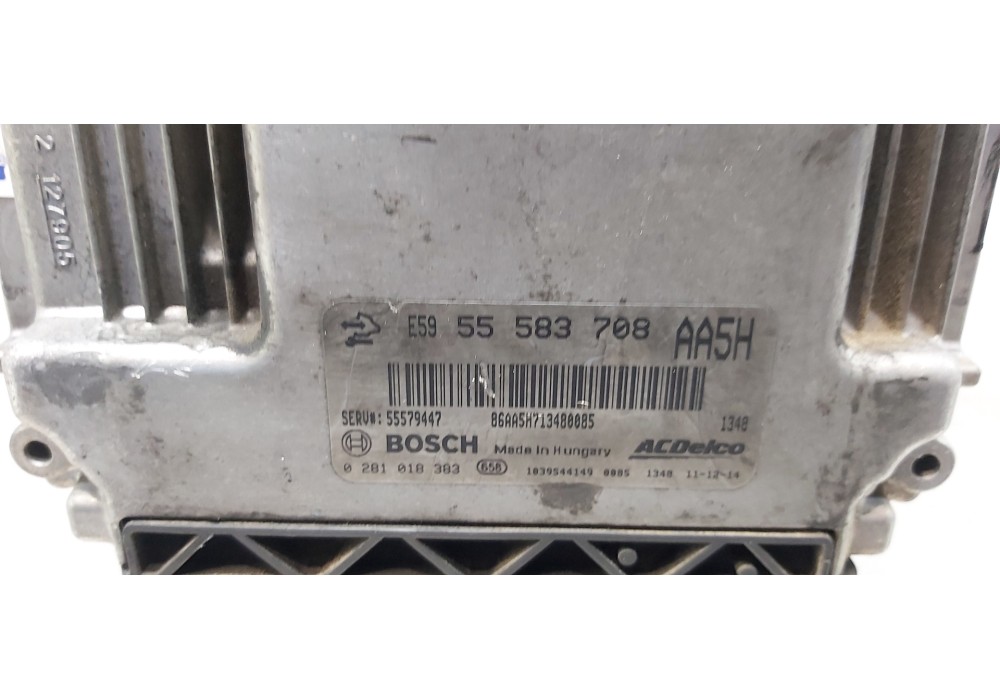 2 127905
E59 55 583 708 AA5H
SERV#: 55579447 86AA5H713480085 1348
BOSCH Made in Hungary ACDelco
0 281 018 383 656 1039S44149 0085 1348 11-12-14